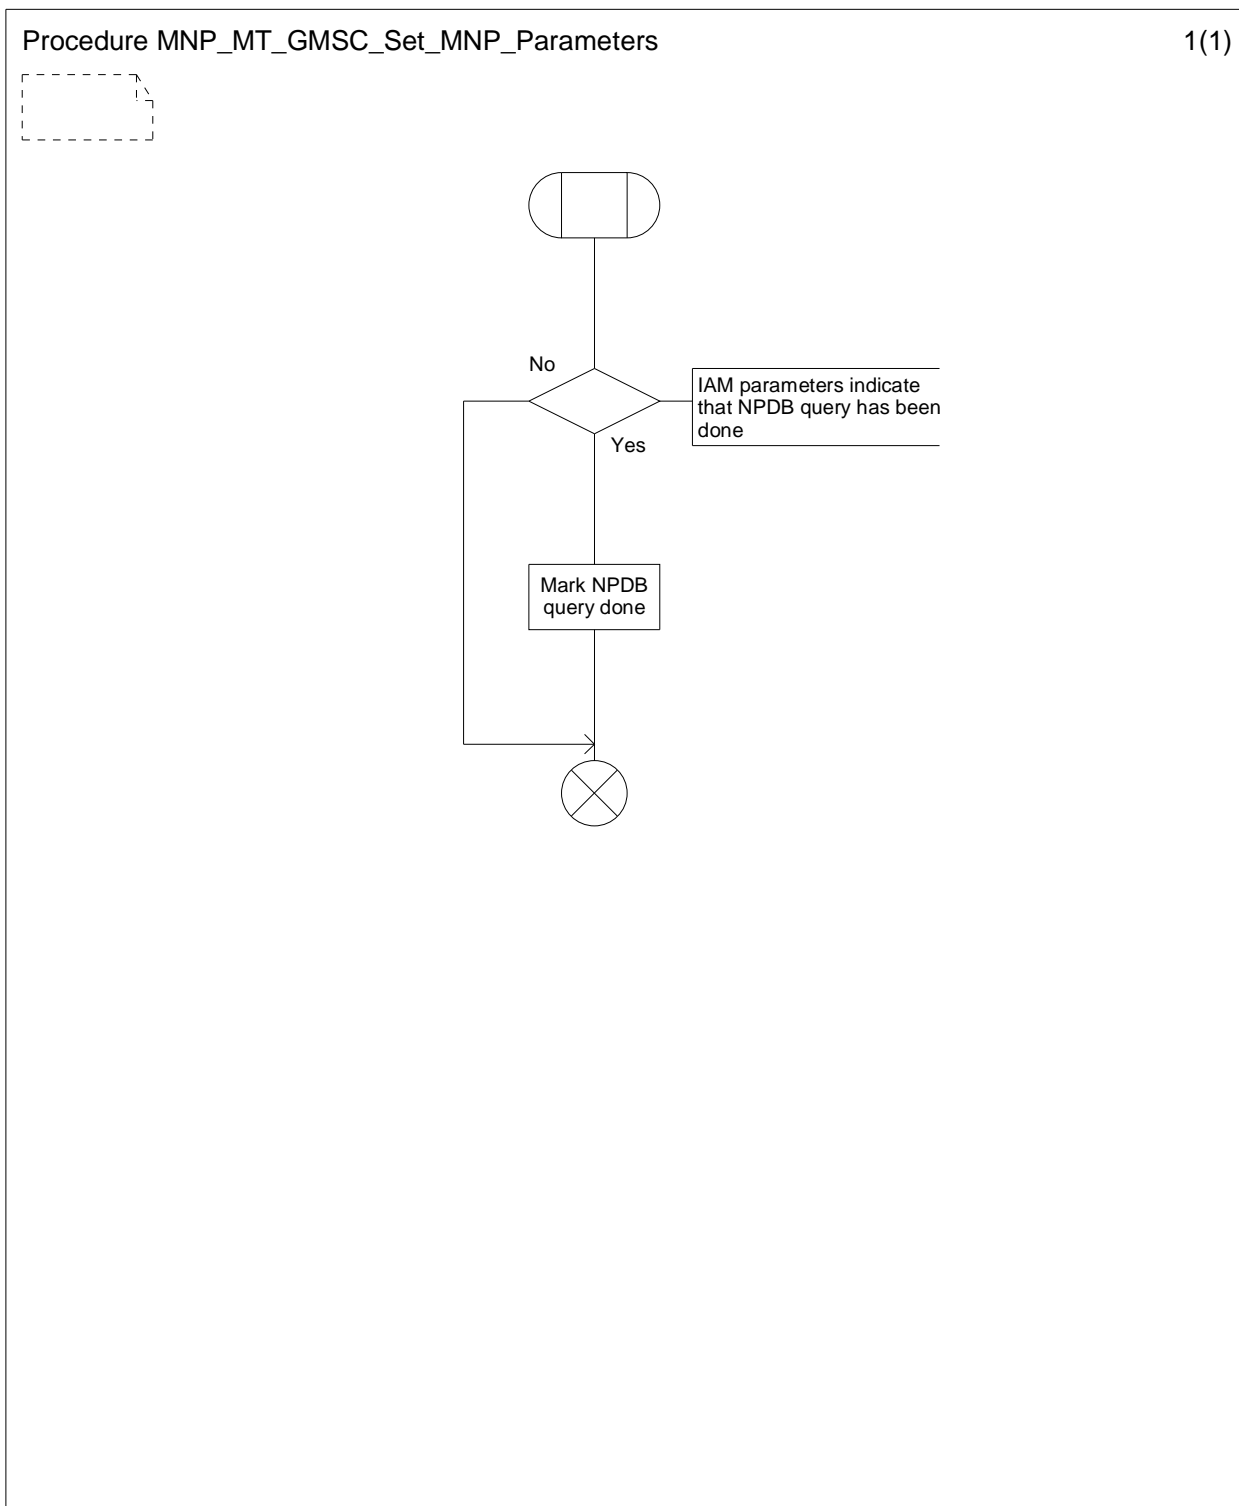 Procedure MNP_MT_GMSC_Set_MNP_Parameters
1(1)
No
IAM parameters indicate
that NPDB query has been
done
Yes
Mark NPDB
query done